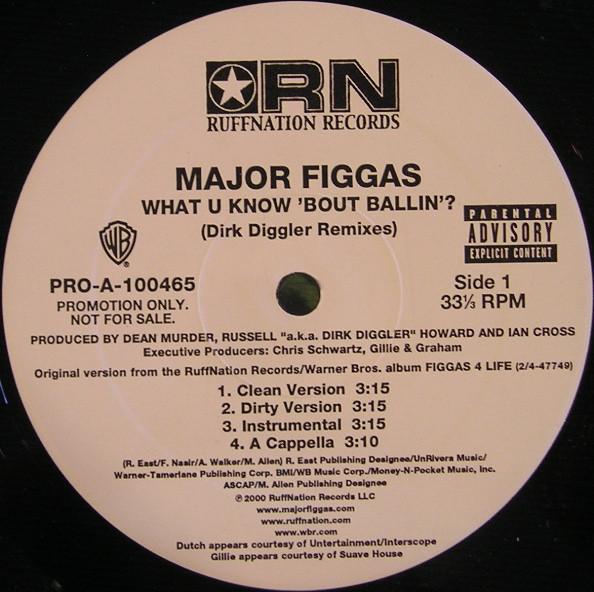 RN
RUFFNATION RECORDS
MAJOR FIGGAS
WHAT U KNOW 'BOUT BALLIN'?
(Dirk Diggler Remixes)
PARENTAL
ADVISORY
EXPLICIT CONTENT
WB
®
PRO-A-100465
PROMOTION ONLY.
NOT FOR SALE.
Side 1
33⅓ RPM
PRODUCED BY DEAN MURDER, RUSSELL "a.k.a. DIRK DIGGLER" HOWARD AND IAN CROSS
Executive Producers: Chris Schwartz, Gillie & Graham
Original version from the RuffNation Records/Warner Bros. album FIGGAS 4 LIFE (2/4-47749)
1. Clean Version 3:15
2. Dirty Version 3:15
3. Instrumental 3:15
4. A Cappella 3:10
(R. East/F. Nasir/A. Walker/M. Allen) R. East Publishing Designee/UnRivera Music/
Warner-Tamerlane Publishing Corp. BMI/WB Music Corp./Money-N-Pocket Music, Inc.
ASCAP/M. Allen Publishing Designee
℗ 2000 RuffNation Records LLC
www.majorfiggas.com
www.ruffnation.com
www.wbr.com
Dutch appears courtesy of Untertainment/Interscope
Gillie appears courtesy of Suave House